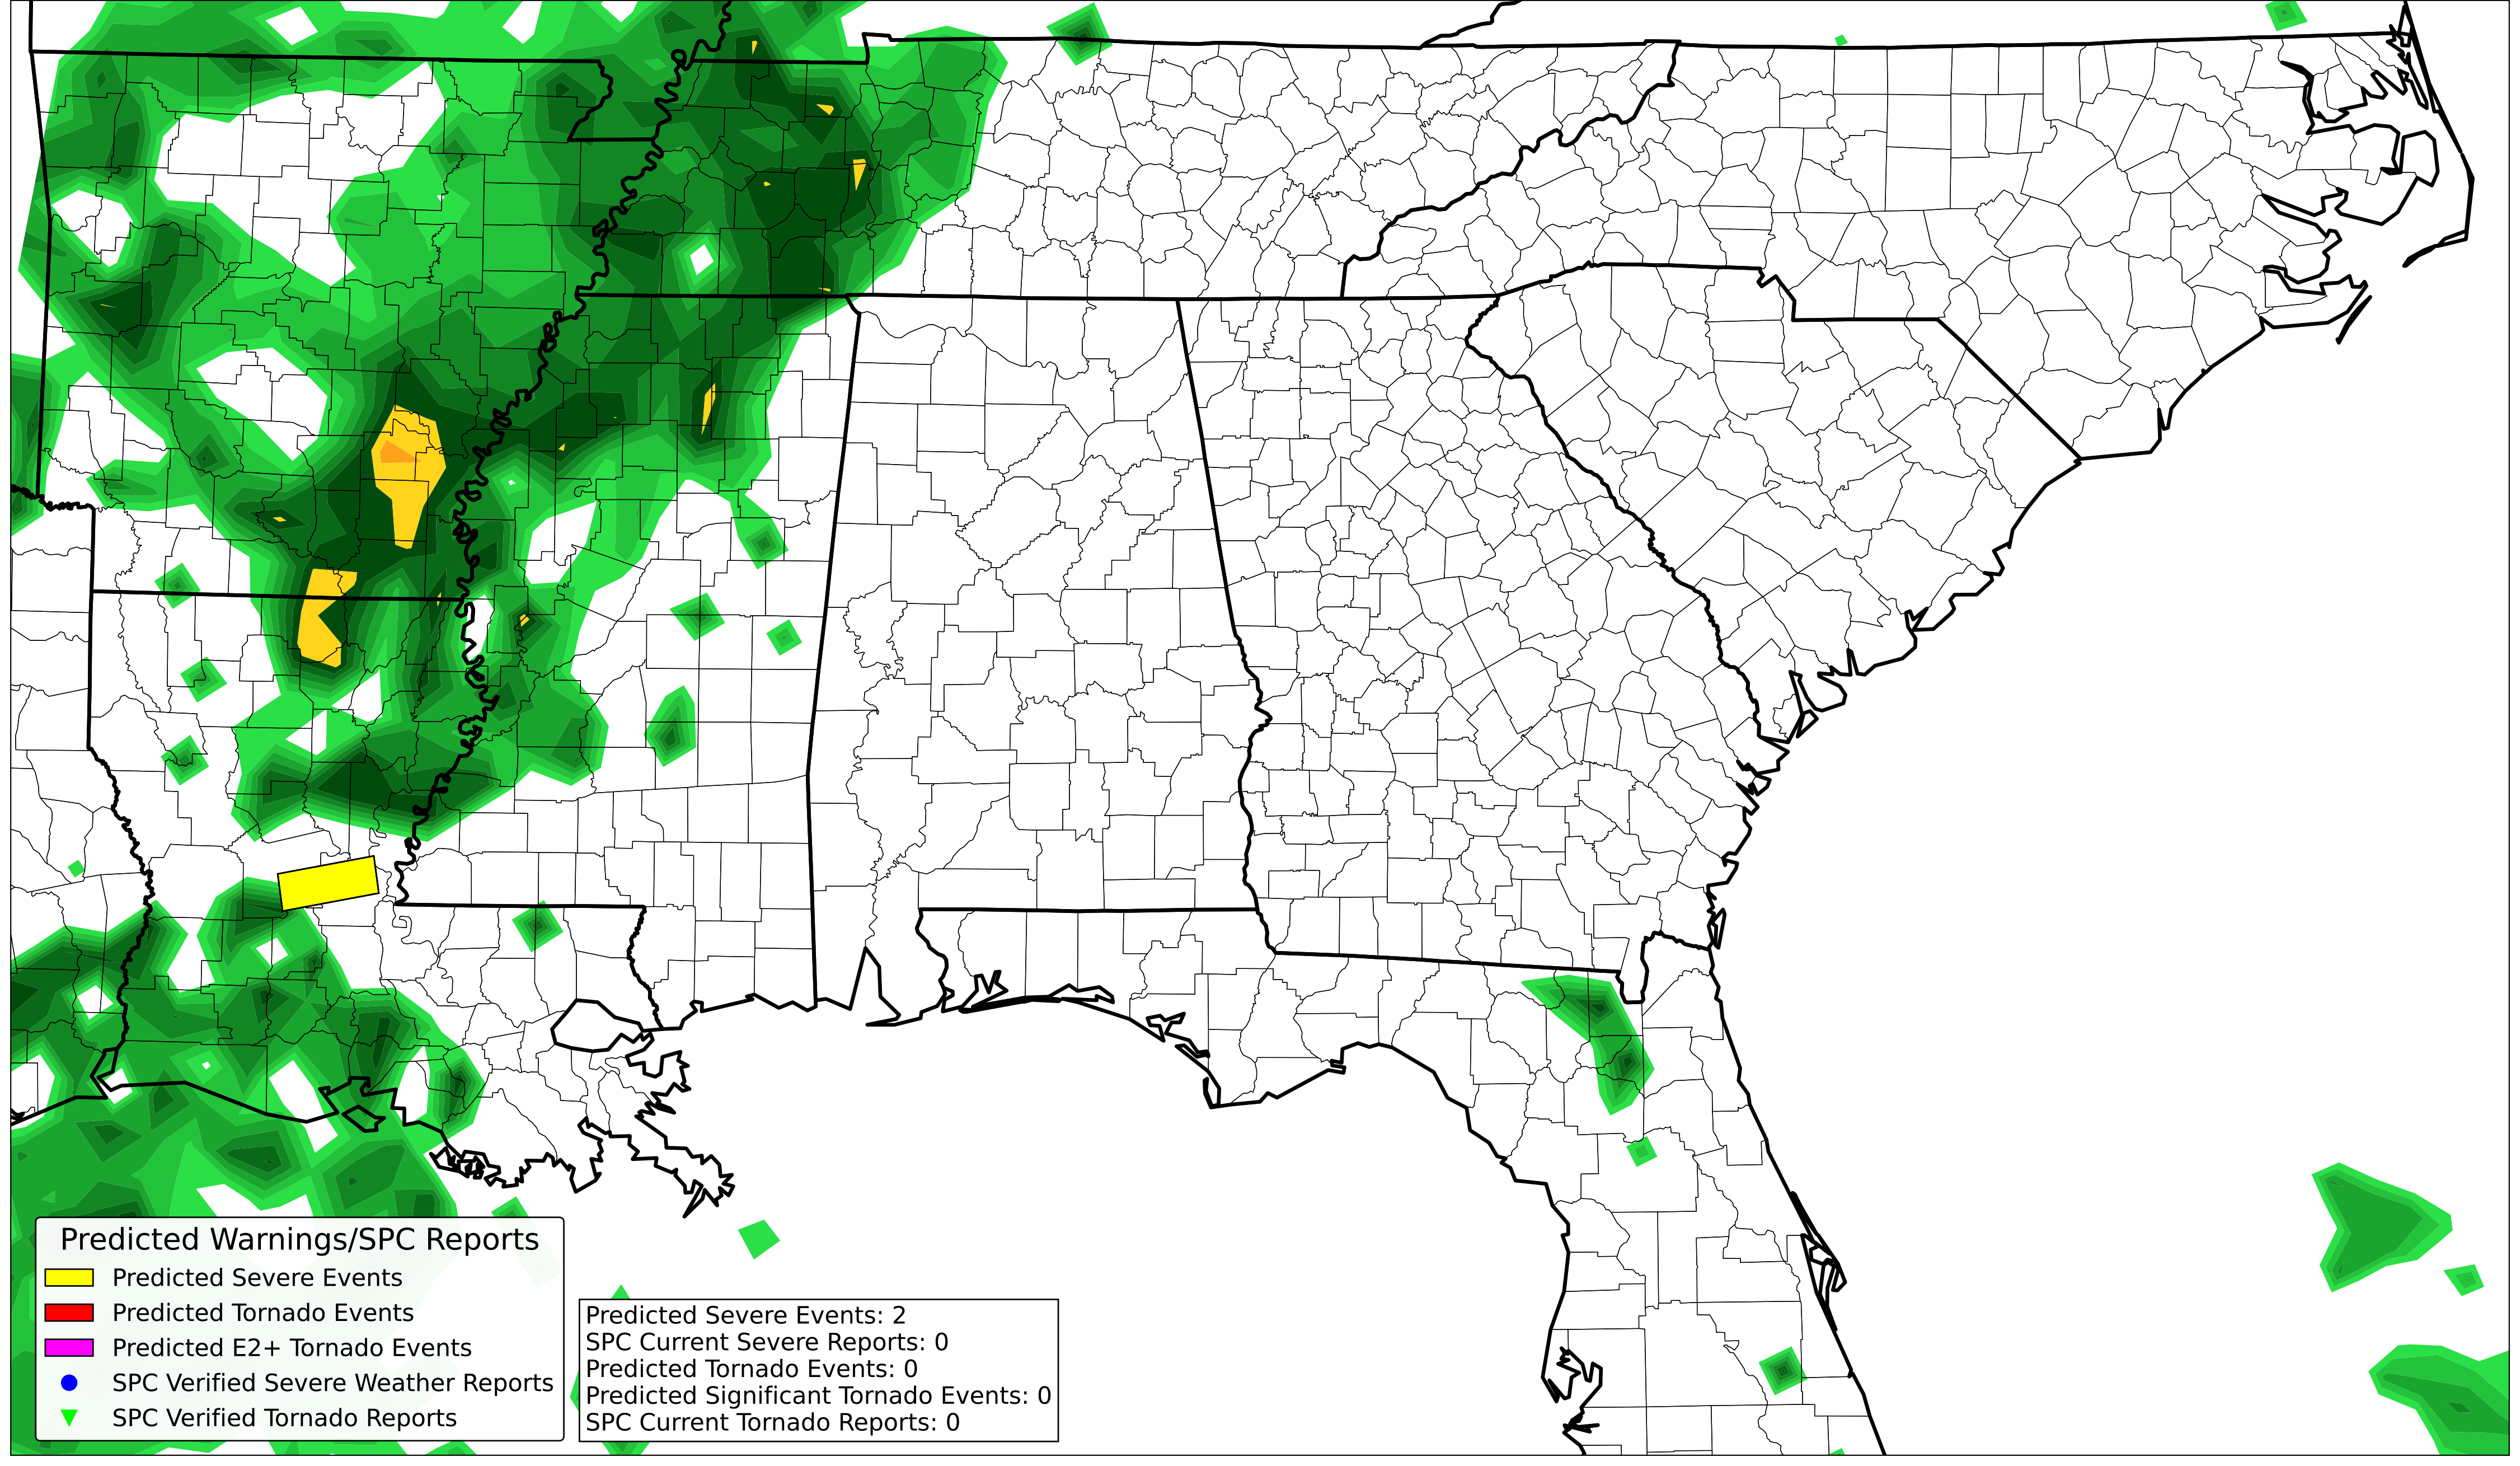 Predicted Warnings/SPC Reports
Predicted Severe Events
Predicted Tornado Events
Predicted E2+ Tornado Events
SPC Verified Severe Weather Reports
SPC Verified Tornado Reports
Predicted Severe Events: 2
SPC Current Severe Reports: 0
Predicted Tornado Events: 0
Predicted Significant Tornado Events: 0
SPC Current Tornado Reports: 0